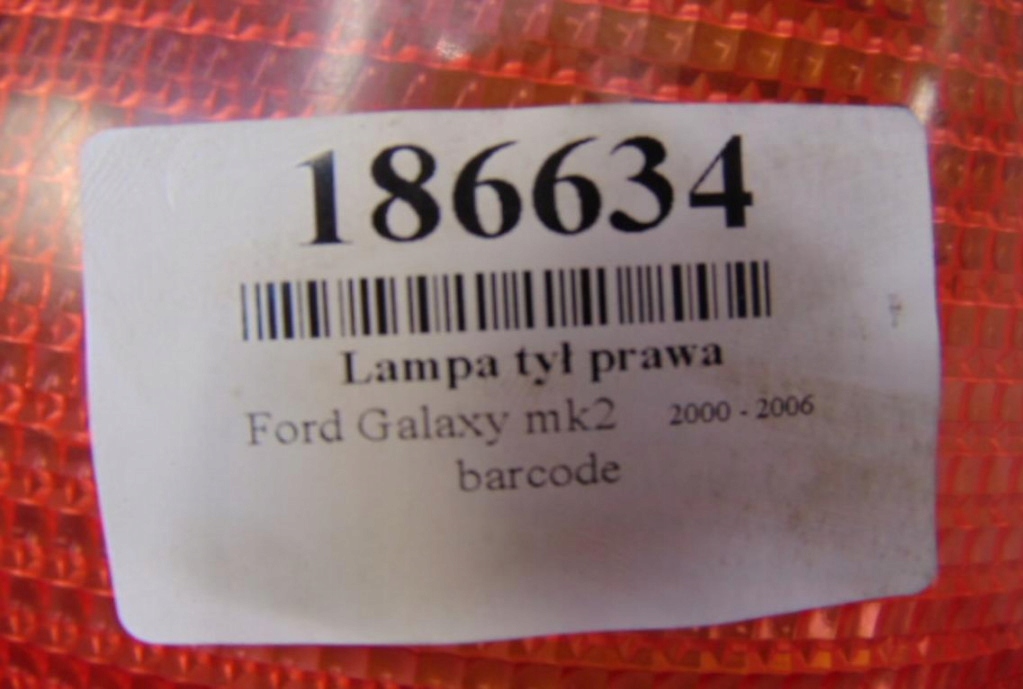 186634
Lampa tył prawa
Ford Galaxy mk2 2000 - 2006
barcode